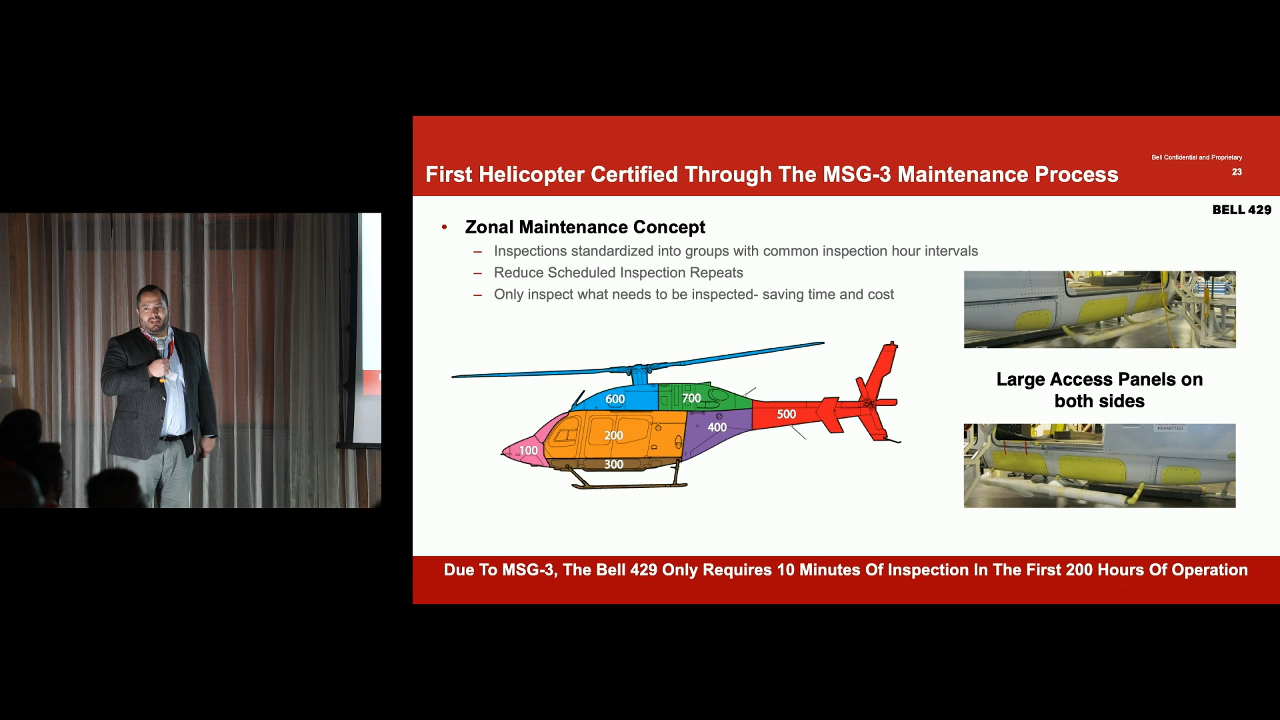 Bell Confidential and Proprietary
First Helicopter Certified Through The MSG-3 Maintenance Process
23
BELL 429
• Zonal Maintenance Concept
– Inspections standardized into groups with common inspection hour intervals
– Reduce Scheduled Inspection Repeats
– Only inspect what needs to be inspected- saving time and cost
Large Access Panels on
both sides
600
700
500
400
200
100
300
Due To MSG-3, The Bell 429 Only Requires 10 Minutes Of Inspection In The First 200 Hours Of Operation